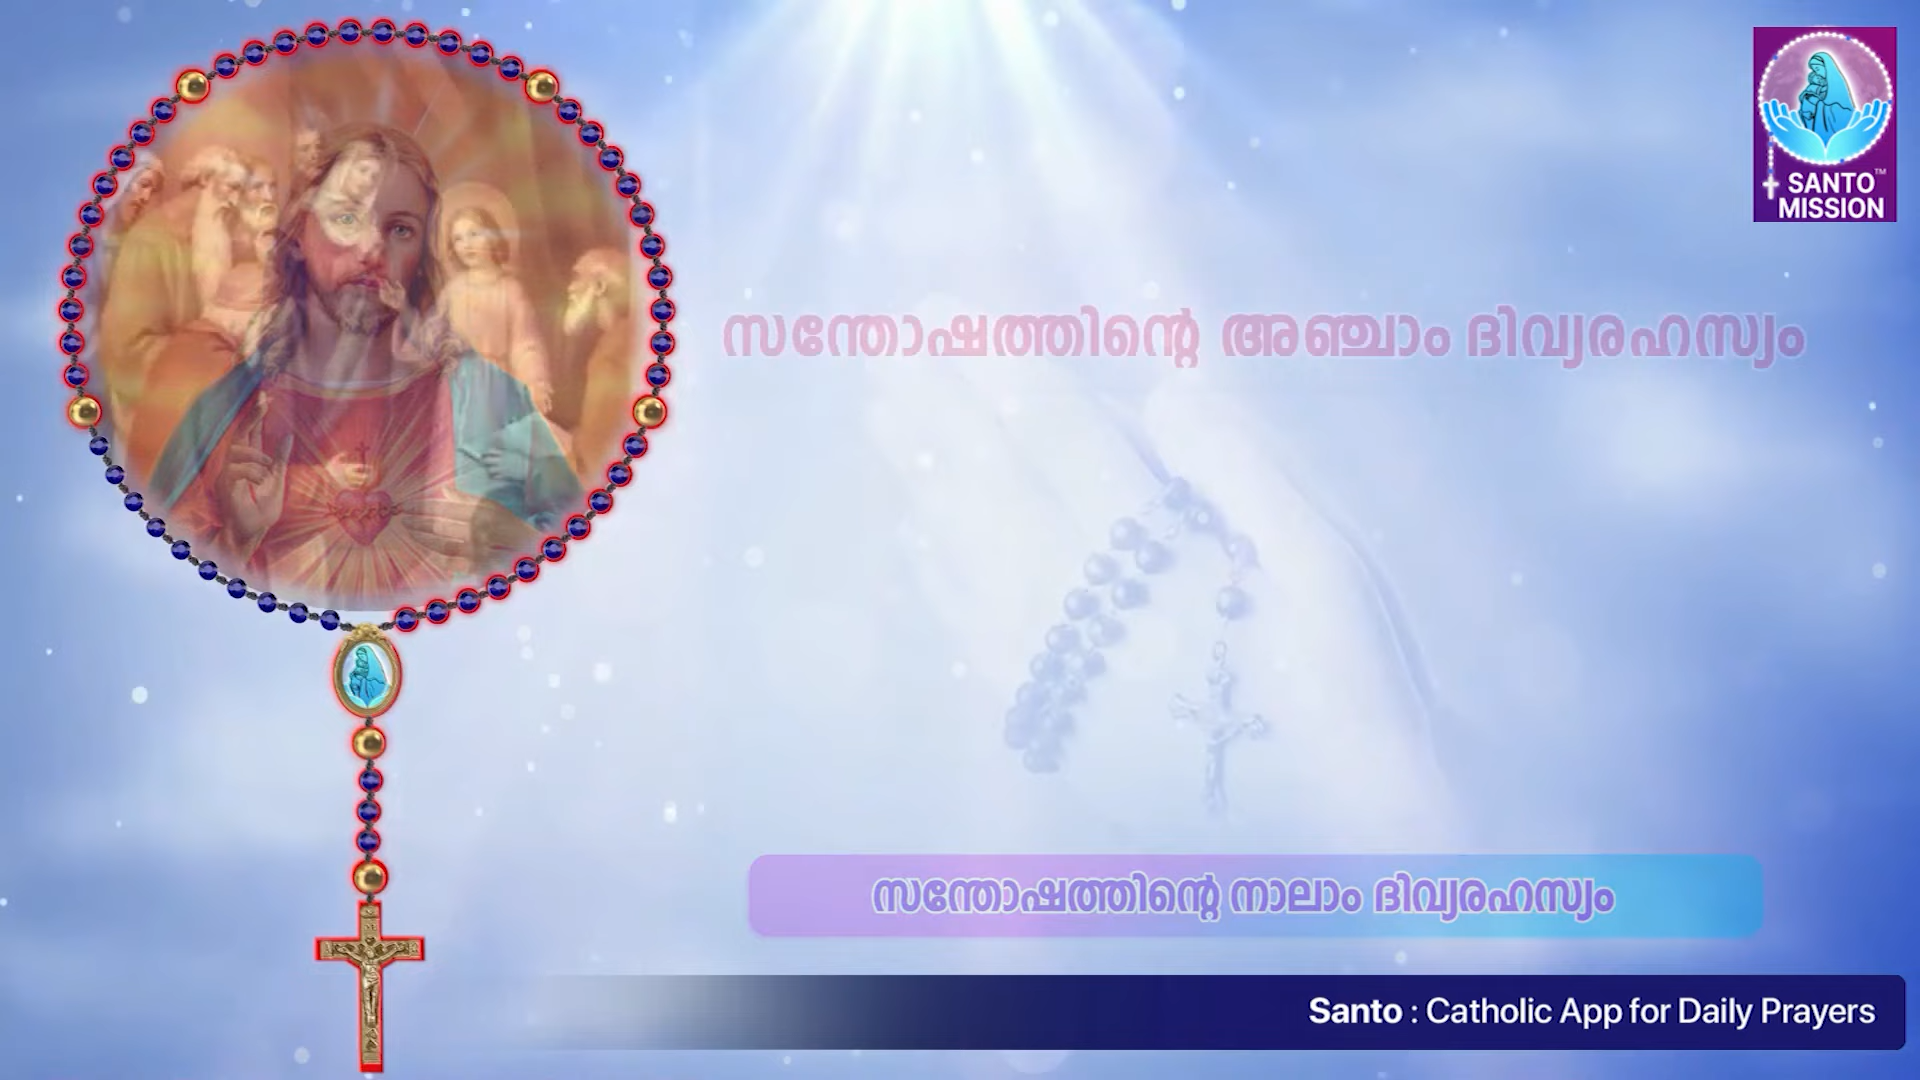 SANTO™
MISSION
സന്തോഷത്തിന്റെ അഞ്ചാം ദിവ്യരഹസ്യം
സന്തോഷത്തിന്റെ നാലാം ദിവ്യരഹസ്യം
Santo : Catholic App for Daily Prayers